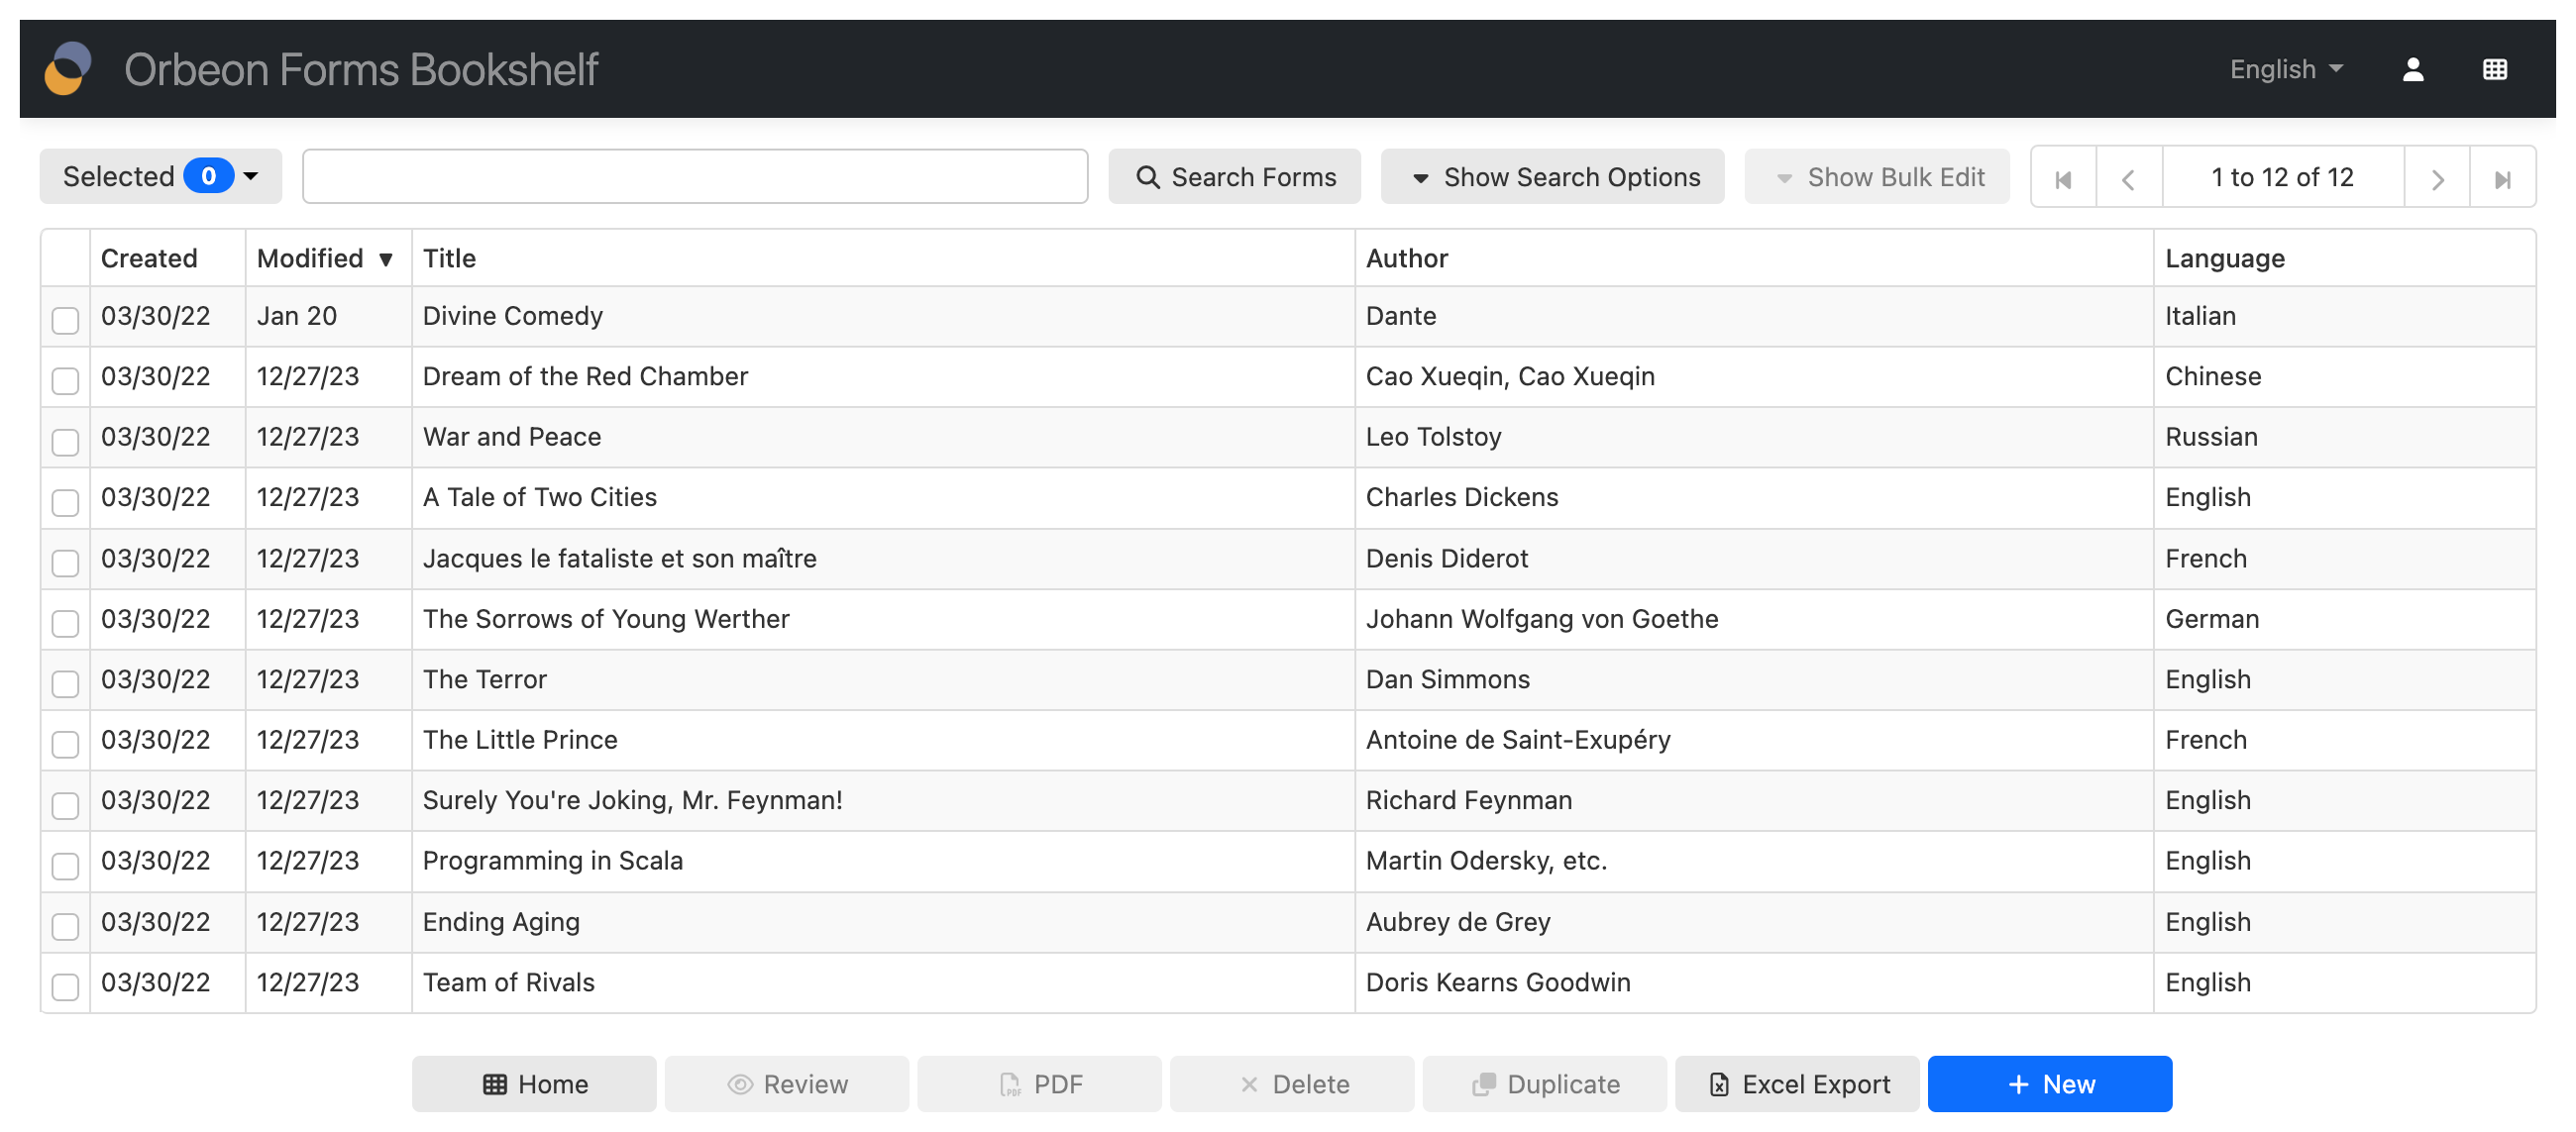 Orbeon Forms Bookshelf English
Selected 0 Search Forms Show Search Options Show Bulk Edit 1 to 12 of 12
Created Modified ▼ Title Author Language
03/30/22 Jan 20 Divine Comedy Dante Italian
03/30/22 12/27/23 Dream of the Red Chamber Cao Xueqin, Cao Xueqin Chinese
03/30/22 12/27/23 War and Peace Leo Tolstoy Russian
03/30/22 12/27/23 A Tale of Two Cities Charles Dickens English
03/30/22 12/27/23 Jacques le fataliste et son maître Denis Diderot French
03/30/22 12/27/23 The Sorrows of Young Werther Johann Wolfgang von Goethe German
03/30/22 12/27/23 The Terror Dan Simmons English
03/30/22 12/27/23 The Little Prince Antoine de Saint-Exupéry French
03/30/22 12/27/23 Surely You're Joking, Mr. Feynman! Richard Feynman English
03/30/22 12/27/23 Programming in Scala Martin Odersky, etc. English
03/30/22 12/27/23 Ending Aging Aubrey de Grey English
03/30/22 12/27/23 Team of Rivals Doris Kearns Goodwin English
Home Review PDF Delete Duplicate Excel Export + New